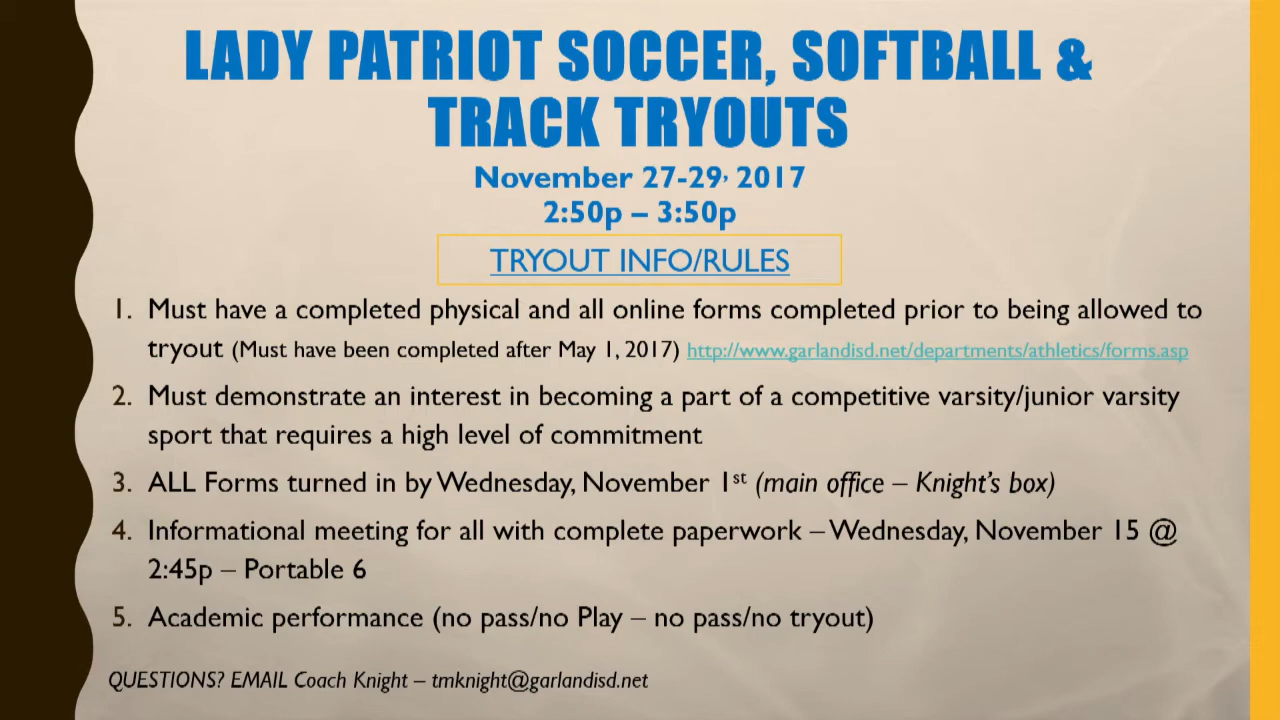 LADY PATRIOT SOCCER, SOFTBALL &
TRACK TRYOUTS
November 27-29, 2017
2:50p – 3:50p
TRYOUT INFO/RULES
1. Must have a completed physical and all online forms completed prior to being allowed to
tryout (Must have been completed after May 1, 2017) http://www.garlandisd.net/departments/athletics/forms.asp
2. Must demonstrate an interest in becoming a part of a competitive varsity/junior varsity
sport that requires a high level of commitment
3. ALL Forms turned in by Wednesday, November 1st (main office – Knight's box)
4. Informational meeting for all with complete paperwork – Wednesday, November 15 @
2:45p – Portable 6
5. Academic performance (no pass/no Play – no pass/no tryout)
QUESTIONS? EMAIL Coach Knight – tmknight@garlandisd.net